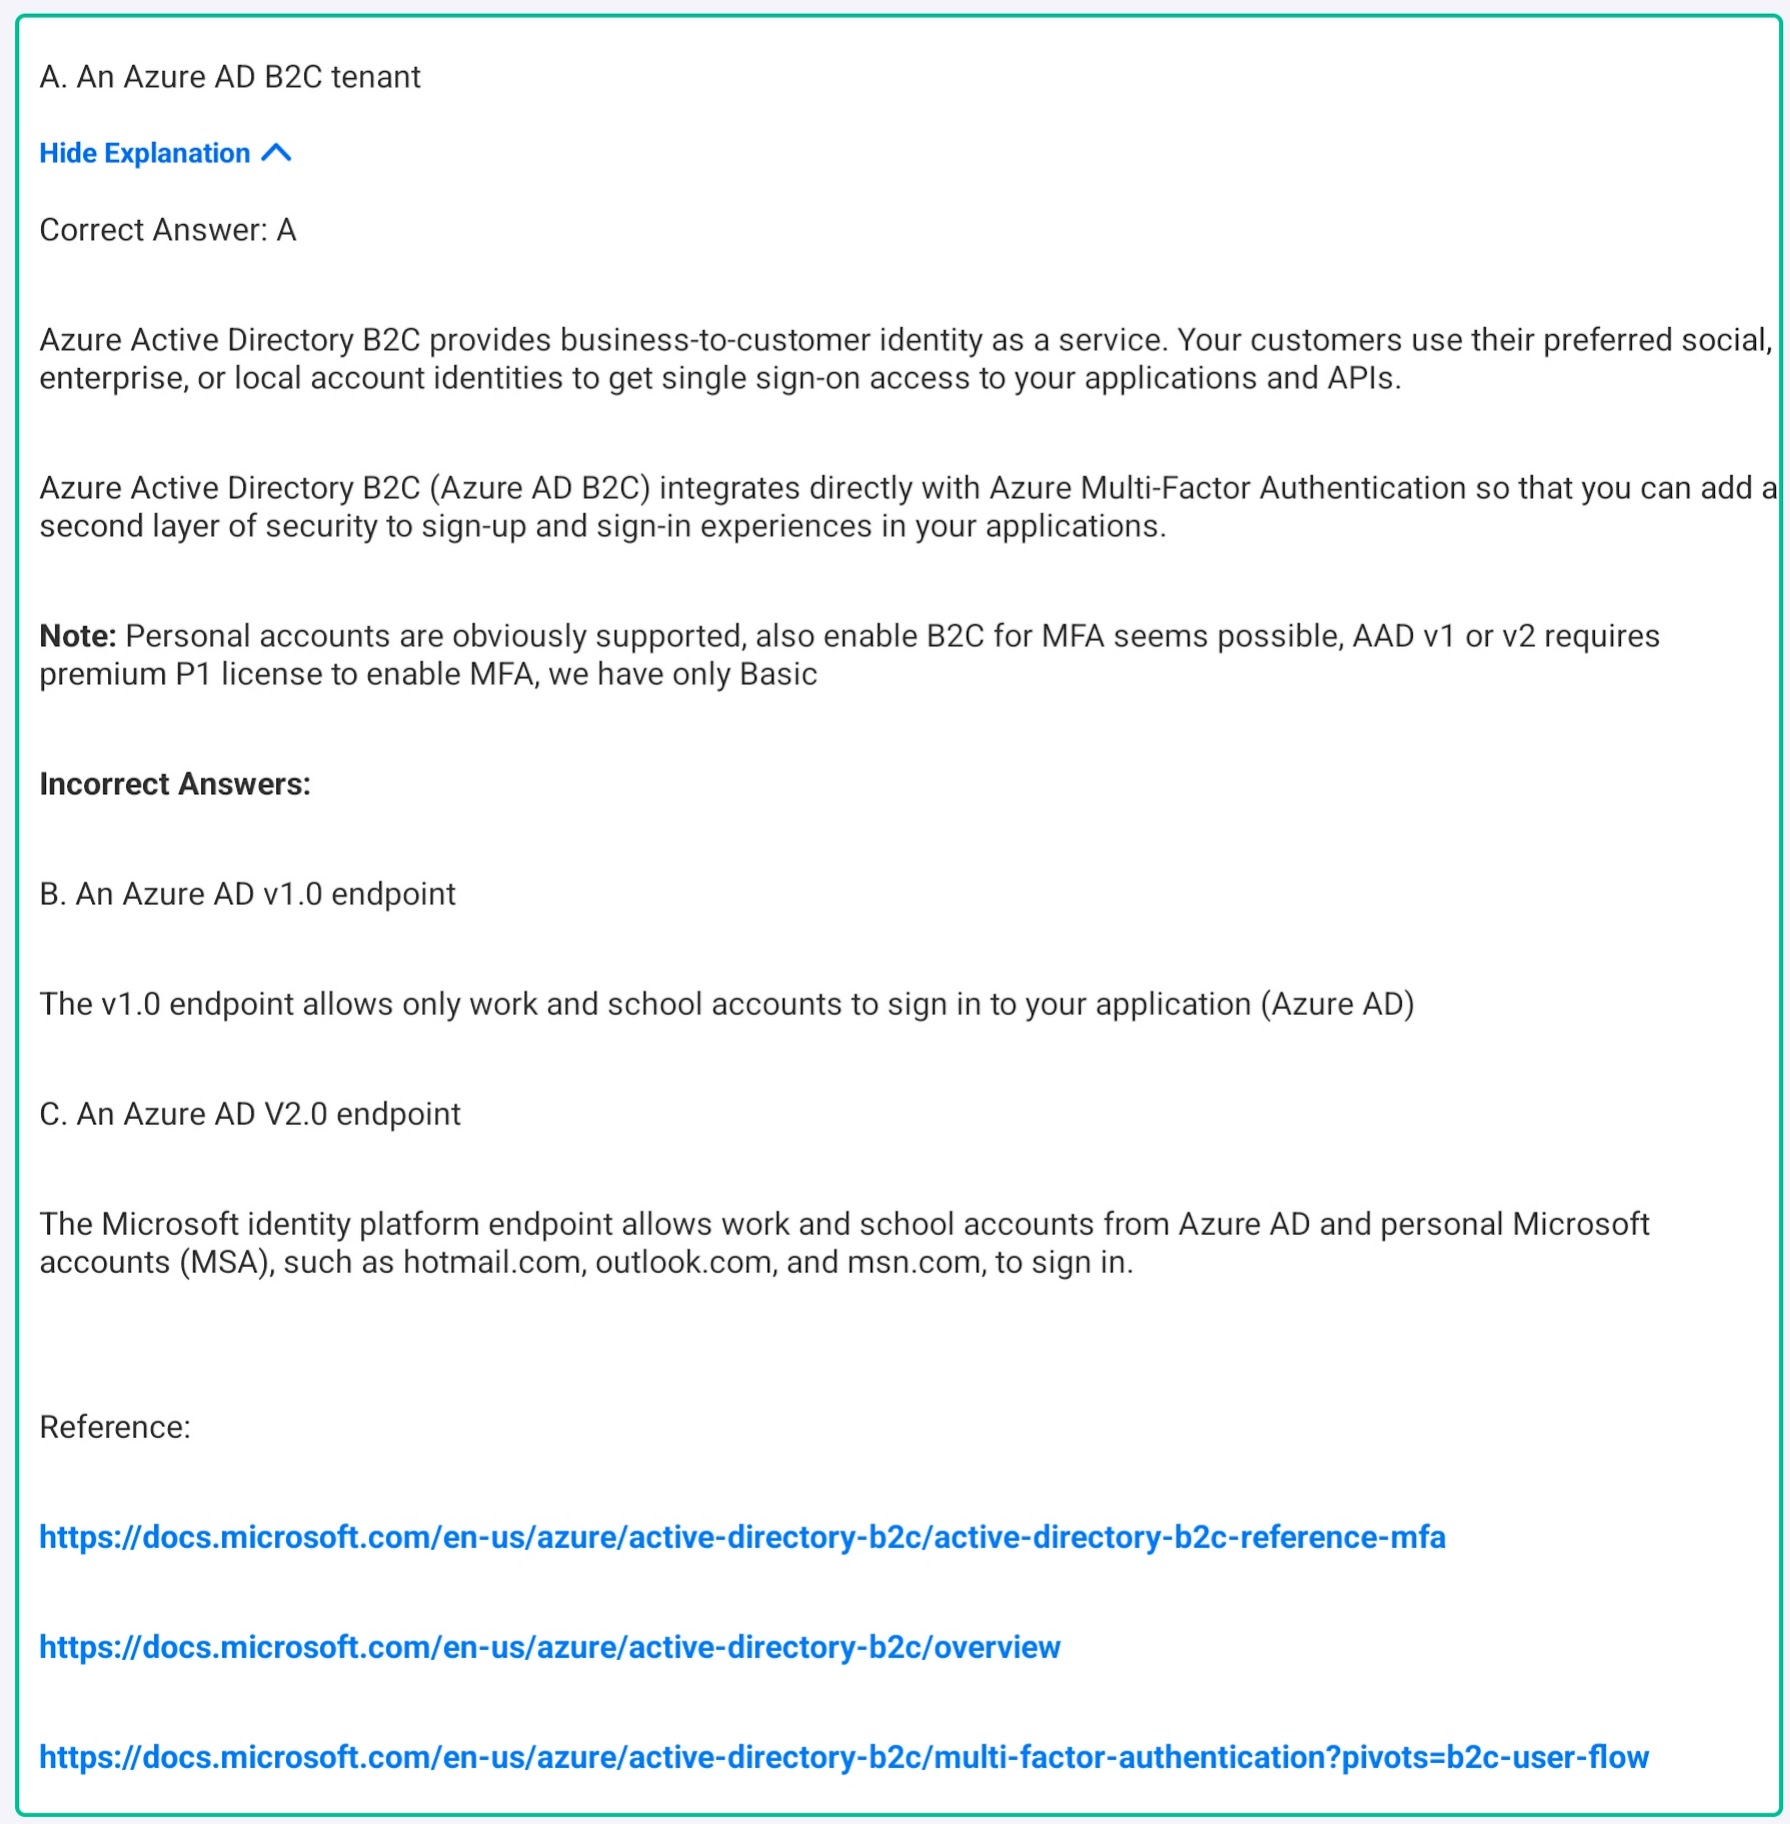 A. An Azure AD B2C tenant
Hide Explanation
Correct Answer: A
Azure Active Directory B2C provides business-to-customer identity as a service. Your customers use their preferred social,
enterprise, or local account identities to get single sign-on access to your applications and APIs.
Azure Active Directory B2C (Azure AD B2C) integrates directly with Azure Multi-Factor Authentication so that you can add a
second layer of security to sign-up and sign-in experiences in your applications.
Note: Personal accounts are obviously supported, also enable B2C for MFA seems possible, AAD v1 or v2 requires
premium P1 license to enable MFA, we have only Basic
Incorrect Answers:
B. An Azure AD v1.0 endpoint
The v1.0 endpoint allows only work and school accounts to sign in to your application (Azure AD)
C. An Azure AD V2.0 endpoint
The Microsoft identity platform endpoint allows work and school accounts from Azure AD and personal Microsoft
accounts (MSA), such as hotmail.com, outlook.com, and msn.com, to sign in.
Reference:
https://docs.microsoft.com/en-us/azure/active-directory-b2c/active-directory-b2c-reference-mfa
https://docs.microsoft.com/en-us/azure/active-directory-b2c/overview
https://docs.microsoft.com/en-us/azure/active-directory-b2c/multi-factor-authentication?pivots=b2c-user-flow